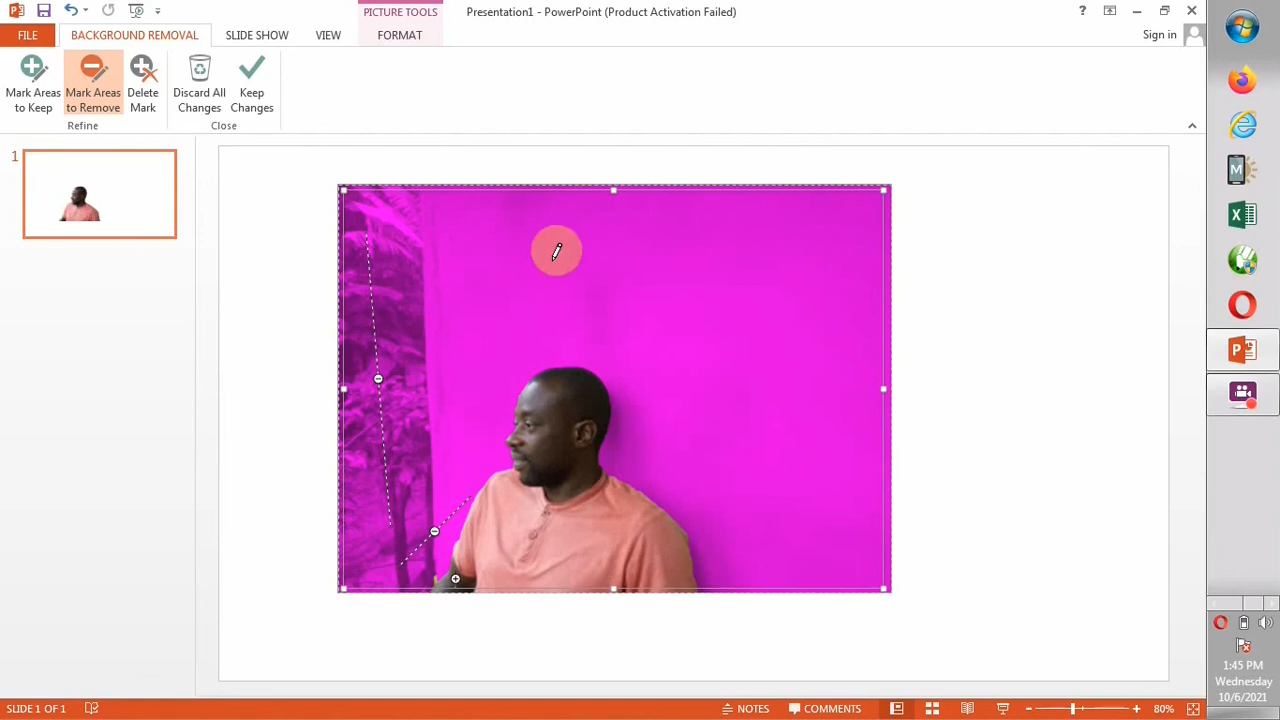 PICTURE TOOLS
Presentation1 - PowerPoint (Product Activation Failed)
FILE
BACKGROUND REMOVAL
SLIDE SHOW
VIEW
FORMAT
Sign in
Mark Areas to Keep
Mark Areas to Remove
Delete Mark
Discard All Changes
Keep Changes
Refine
Close
1
1:45 PM
Wednesday
10/6/2021
SLIDE 1 OF 1
NOTES
COMMENTS
80%